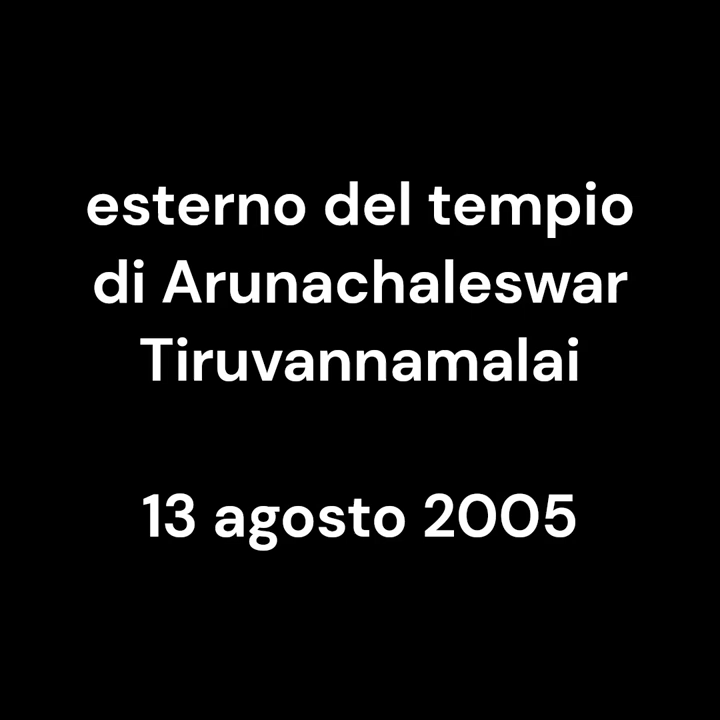 esterno del tempio
di Arunachaleswar
Tiruvannamalai
13 agosto 2005